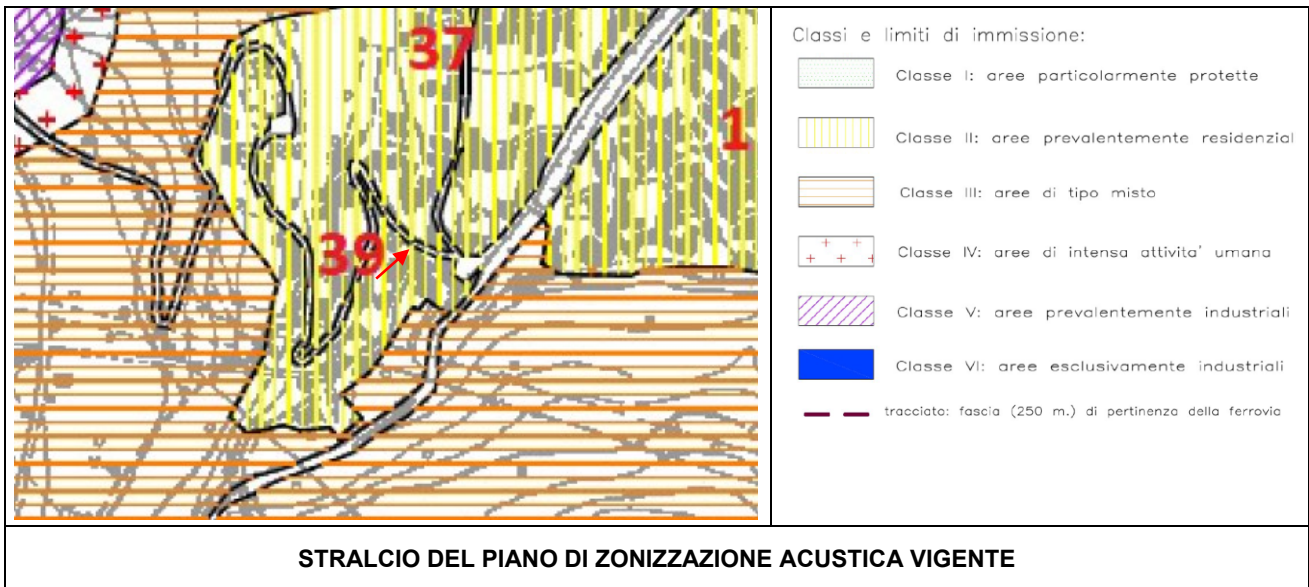 37
1
39
Classi e limiti di immissione:
Classe I: aree particolarmente protette
Classe II: aree prevalentemente residenzial
Classe III: aree di tipo misto
Classe IV: aree di intensa attivita' umana
Classe V: aree prevalentemente industriali
Classe VI: aree esclusivamente industriali
tracciato: fascia (250 m.) di pertinenza della ferrovia
STRALCIO DEL PIANO DI ZONIZZAZIONE ACUSTICA VIGENTE